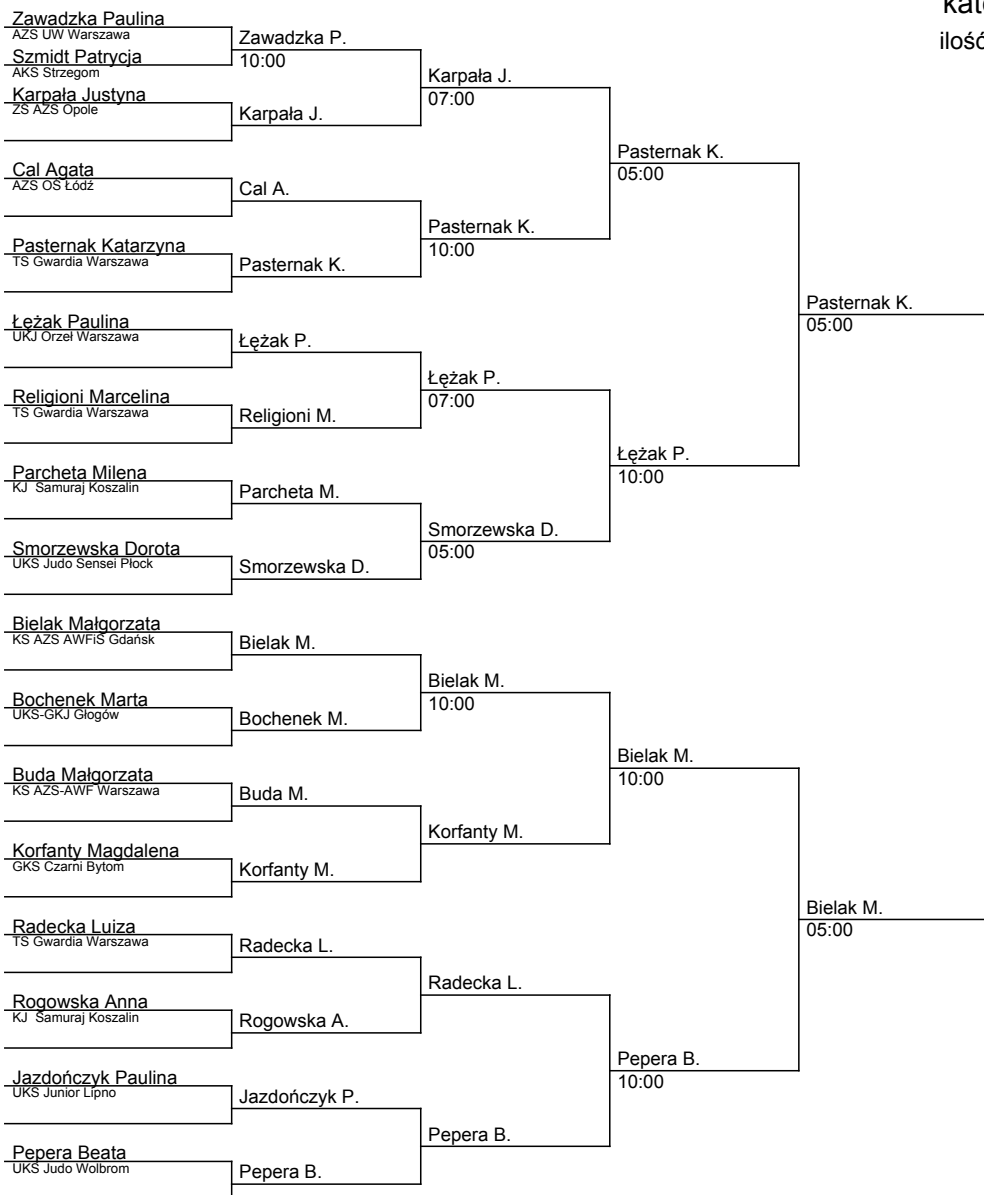 kat
ilość
Zawadzka Paulina
AZS UW Warszawa
Szmidt Patrycja
AKS Strzegom
Karpała Justyna
ZS AZS Opole
Cal Agata
AZS OŚ Łódź
Pasternak Katarzyna
TS Gwardia Warszawa
Łężak Paulina
UKJ Orzeł Warszawa
Religioni Marcelina
TS Gwardia Warszawa
Parcheta Milena
KJ Samuraj Koszalin
Smorzewska Dorota
UKS Judo Sensei Płock
Bielak Małgorzata
KS AZS AWFiS Gdańsk
Bochenek Marta
UKS-GKJ Głogów
Buda Małgorzata
KS AZS-AWF Warszawa
Korfanty Magdalena
GKS Czarni Bytom
Radecka Luiza
TS Gwardia Warszawa
Rogowska Anna
KJ Samuraj Koszalin
Jazdończyk Paulina
UKS Junior Lipno
Pepera Beata
UKS Judo Wolbrom
Zawadzka P.
10:00
Karpała J.
Cal A.
Pasternak K.
Łężak P.
Religioni M.
Parcheta M.
Smorzewska D.
Bielak M.
Bochenek M.
Buda M.
Korfanty M.
Radecka L.
Rogowska A.
Jazdończyk P.
Pepera B.
Karpała J.
07:00
Pasternak K.
10:00
Łężak P.
07:00
Smorzewska D.
05:00
Bielak M.
10:00
Korfanty M.
Radecka L.
Pepera B.
Pasternak K.
05:00
Łężak P.
10:00
Bielak M.
10:00
Pepera B.
10:00
Pasternak K.
05:00
Bielak M.
05:00